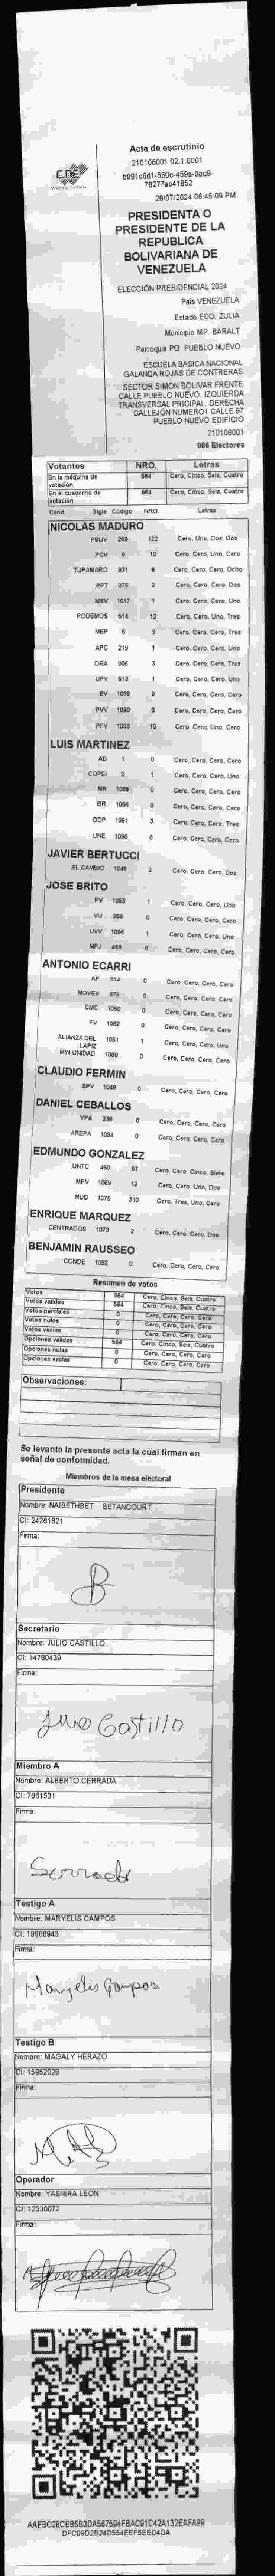 CNE
Acta de escrutinio
210106001.02.1.0001
b991c6d1-550e-459a-9ad9-
78277ac41652
28/07/2024 06:45:09 PM
PRESIDENTA O
PRESIDENTE DE LA
REPUBLICA
BOLIVARIANA DE
VENEZUELA
ELECCIÓN PRESIDENCIAL 2024
Pais VENEZUELA
Estado EDO. ZULIA
Municipio MP. BARALT
Parroquia PQ. PUEBLO NUEVO
ESCUELA BASICA NACIONAL
GALANDA ROJAS DE CONTRERAS
SECTOR SIMON BOLIVAR FRENTE
CALLE PUEBLO NUEVO. IZQUIERDA
TRANSVERSAL PRICIPAL. DERECHA
CALLEJÓN NUMERO1 CALLE 97
PUEBLO NUEVO EDIFICIO
210106001
986 Electores
Votantes NRO. Letras
En la máquina de votación 564 Cero, Cinco, Seis, Cuatro
En el cuaderno de votación 564 Cero, Cinco, Seis, Cuatro
Cand. Sigla Código NRO. Letras
NICOLAS MADURO
PSUV 269 122 Cero, Uno, Dos, Dos
PCV 9 10 Cero, Cero, Uno, Cero
TUPAMARO 931 8 Cero, Cero, Cero, Ocho
PPT 376 2 Cero, Cero, Cero, Dos
MSV 1017 1 Cero, Cero, Cero, Uno
PODEMOS 514 13 Cero, Cero, Uno, Tres
MEP 6 3 Cero, Cero, Cero, Tres
APC 219 1 Cero, Cero, Cero, Uno
ORA 906 3 Cero, Cero, Cero, Tres
UPV 513 1 Cero, Cero, Cero, Uno
EV 1089 0 Cero, Cero, Cero, Cero
PVV 1090 0 Cero, Cero, Cero, Cero
PFV 1093 10 Cero, Cero, Uno, Cero
LUIS MARTINEZ
AD 1 0 Cero, Cero, Cero, Cero
COPEI 2 1 Cero, Cero, Cero, Uno
MR 1065 0 Cero, Cero, Cero, Cero
BR 1056 0 Cero, Cero, Cero, Cero
DDP 1091 3 Cero, Cero, Cero, Tres
UNE 1095 0 Cero, Cero, Cero, Cero
JAVIER BERTUCCI
EL CAMBIO 1045 2 Cero, Cero, Cero, Dos
JOSE BRITO
PV 1053 1 Cero, Cero, Cero, Uno
VU 968 0 Cero, Cero, Cero, Cero
UVV 1096 1 Cero, Cero, Cero, Uno
MPJ 458 0 Cero, Cero, Cero, Cero
ANTONIO ECARRI
AP 814 0 Cero, Cero, Cero, Cero
MOVEV 878 0 Cero, Cero, Cero, Cero
CMC 1050 0 Cero, Cero, Cero, Cero
FV 1062 0 Cero, Cero, Cero, Cero
ALIANZA DEL LAPIZ 1051 1 Cero, Cero, Cero, Uno
MIN UNIDAD 1088 0 Cero, Cero, Cero, Cero
CLAUDIO FERMIN
SPV 1049 0 Cero, Cero, Cero, Cero
DANIEL CEBALLOS
VPA 236 0 Cero, Cero, Cero, Cero
AREPA 1094 0 Cero, Cero, Cero, Cero
EDMUNDO GONZALEZ
UNTC 460 57 Cero, Cero, Cinco, Siete
MPV 1069 12 Cero, Cero, Uno, Dos
MUD 1075 310 Cero, Tres, Uno, Cero
ENRIQUE MARQUEZ
CENTRADOS 1073 2 Cero, Cero, Cero, Dos
BENJAMIN RAUSSEO
CONDE 1092 0 Cero, Cero, Cero, Cero
Resumen de votos
Votos 564 Cero, Cinco, Seis, Cuatro
Votos validos 564 Cero, Cinco, Seis, Cuatro
Votos parciales 0 Cero, Cero, Cero, Cero
Votos nulos 0 Cero, Cero, Cero, Cero
Votos vacios 0 Cero, Cero, Cero, Cero
Opciones validas 564 Cero, Cinco, Seis, Cuatro
Opciones nulas 0 Cero, Cero, Cero, Cero
Opciones vacias 0 Cero, Cero, Cero, Cero
Observaciones:
Se levanta la presente acta la cual firman en
señal de conformidad.
Miembros de la mesa electoral
Presidente
Nombre: NAIBETHBET BETANCOURT
CI: 24261921
Firma:
Secretario
Nombre: JULIO CASTILLO
CI: 14780439
Firma:
Julio Castillo
Miembro A
Nombre: ALBERTO CERRADA
CI: 7961531
Firma:
Testigo A
Nombre: MARYELIS CAMPOS
CI: 19968943
Firma:
Maryelis Campos
Testigo B
Nombre: MAGALY HERAZO
CI: 15952028
Firma:
Operador
Nombre: YASNIRA LEON
CI: 12330072
Firma:
AAEBC28CEB5B3DA567594F8AC91C42A132EAFA99
DFC09D2B24D554EEF5EED4DA